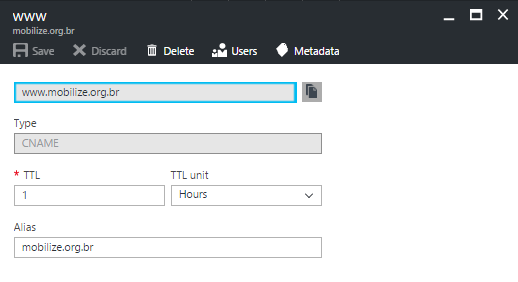 www
mobilize.org.br
Save Discard Delete Users Metadata
www.mobilize.org.br
Type
CNAME
* TTL TTL unit
1 Hours
Alias
mobilize.org.br